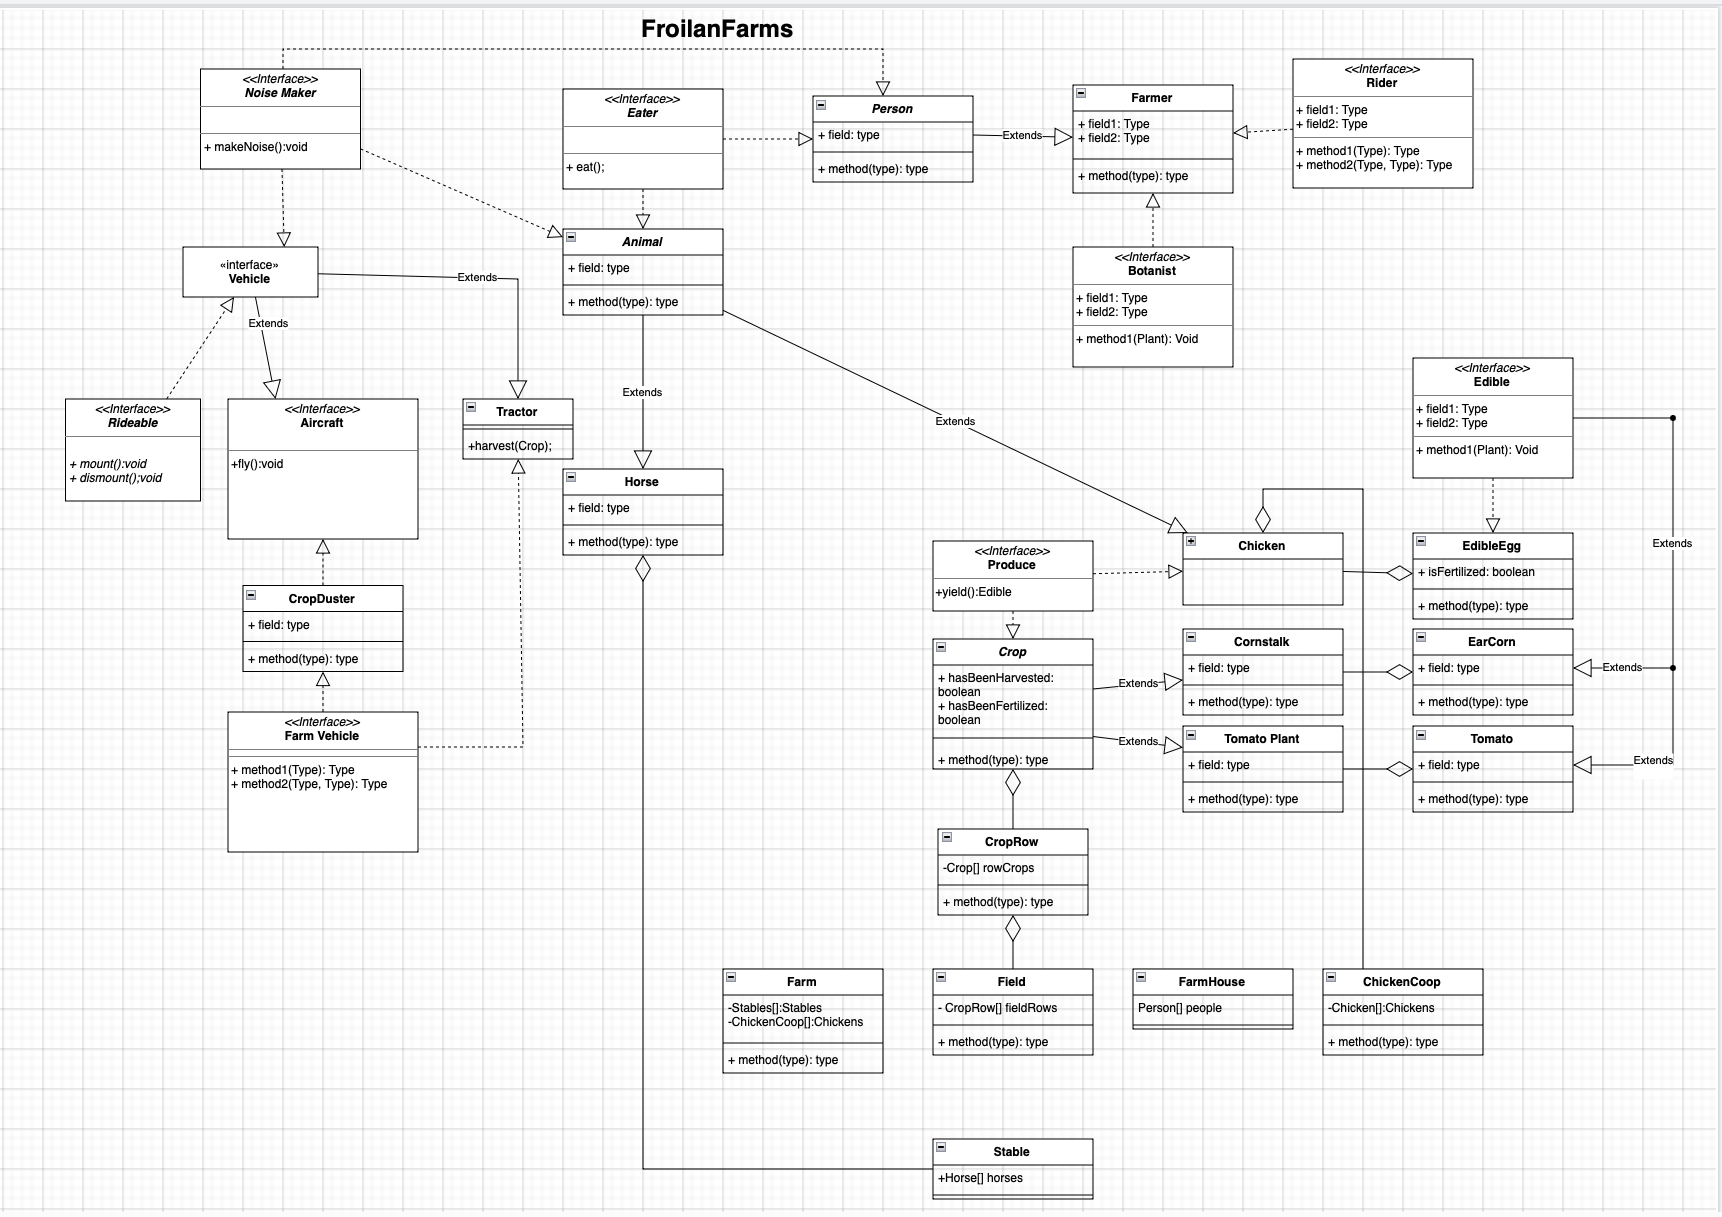 FroilanFarms
<<Interface>>
Noise Maker
+ makeNoise():void
<<Interface>>
Eater
+ eat();
Person
+ field: type
+ method(type): type
Extends
Farmer
+ field1: Type
+ field2: Type
+ method(type): type
<<Interface>>
Rider
+ field1: Type
+ field2: Type
+ method1(Type): Type
+ method2(Type, Type): Type
«interface»
Vehicle
Extends
Extends
Animal
+ field: type
+ method(type): type
<<Interface>>
Botanist
+ field1: Type
+ field2: Type
+ method1(Plant): Void
<<Interface>>
Rideable
+ mount():void
+ dismount();void
<<Interface>>
Aircraft
+fly():void
Tractor
+harvest(Crop);
Extends
Extends
<<Interface>>
Edible
+ field1: Type
+ field2: Type
+ method1(Plant): Void
Horse
+ field: type
+ method(type): type
<<Interface>>
Produce
+yield():Edible
Chicken
EdibleEgg
+ isFertilized: boolean
+ method(type): type
Extends
CropDuster
+ field: type
+ method(type): type
Crop
+ hasBeenHarvested:
boolean
+ hasBeenFertilized:
boolean
+ method(type): type
Extends
Extends
Cornstalk
+ field: type
+ method(type): type
EarCorn
+ field: type
+ method(type): type
Extends
<<Interface>>
Farm Vehicle
+ method1(Type): Type
+ method2(Type, Type): Type
Tomato Plant
+ field: type
+ method(type): type
Tomato
+ field: type
+ method(type): type
Extends
CropRow
-Crop[] rowCrops
+ method(type): type
Farm
-Stables[]:Stables
-ChickenCoop[]:Chickens
+ method(type): type
Field
- CropRow[] fieldRows
+ method(type): type
FarmHouse
Person[] people
ChickenCoop
-Chicken[]:Chickens
+ method(type): type
Stable
+Horse[] horses